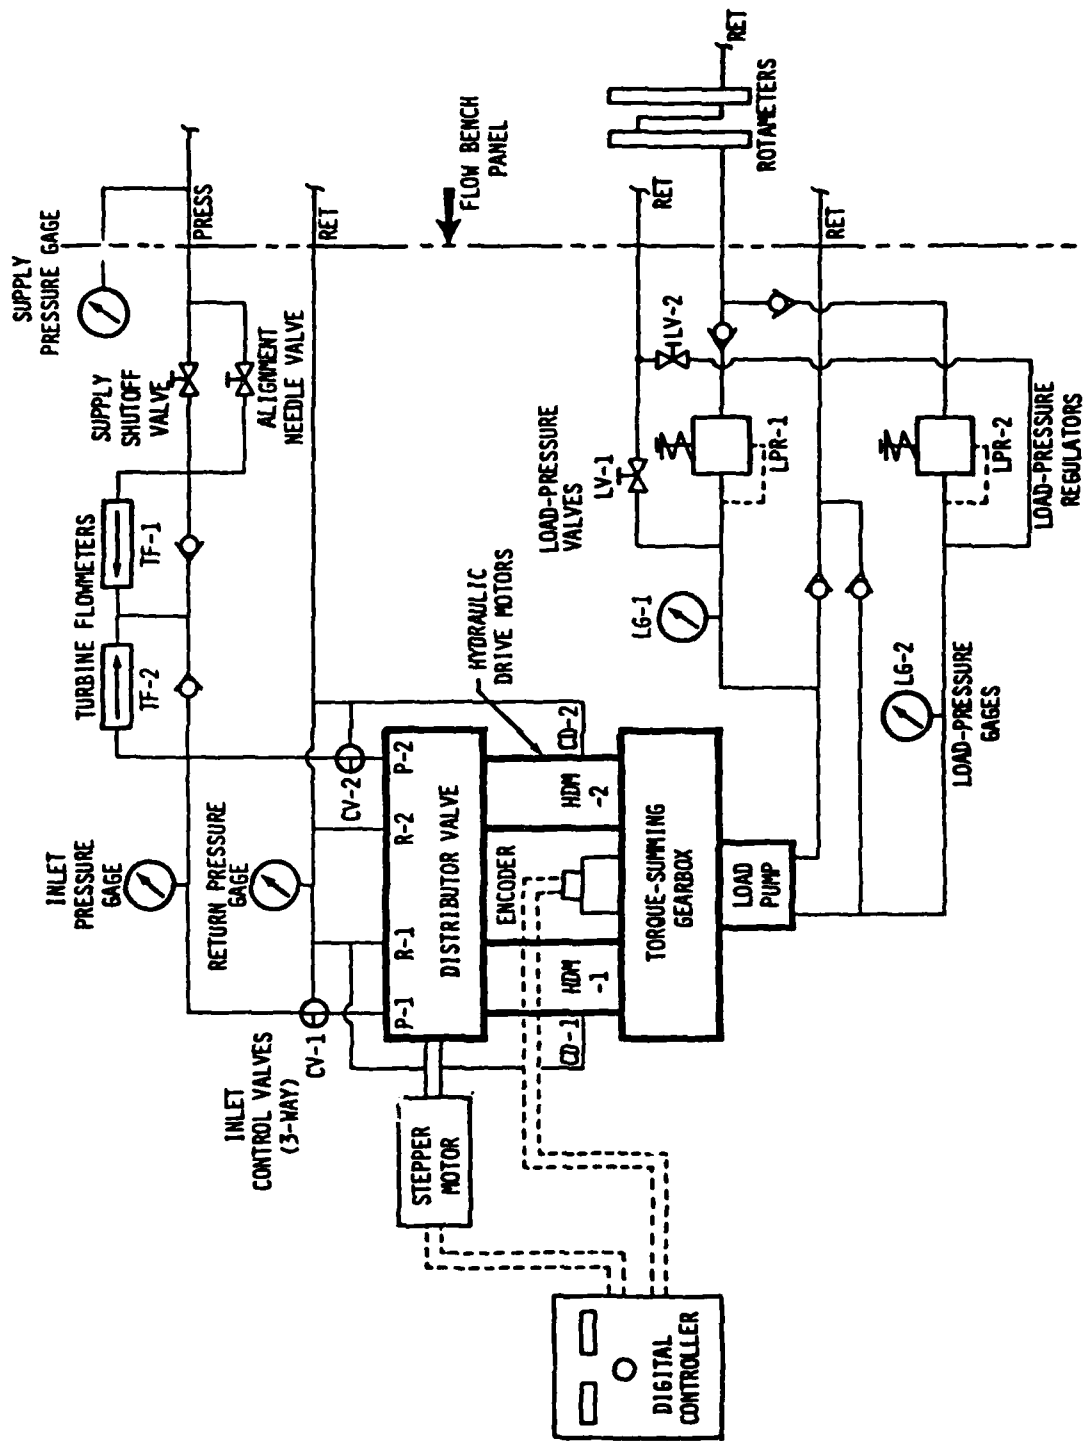 SUPPLY
PRESSURE GAGE
PRESS
RET
FLOW BENCH
PANEL
RET
RET
ROTAMETERS
RET
SUPPLY
SHUTOFF
VALVE
ALIGNMENT
NEEDLE VALVE
LV-2
TURBINE FLOWMETERS
TF-1
TF-2
LOAD-PRESSURE
VALVES
LV-1
LPR-1
LPR-2
LOAD-PRESSURE
REGULATORS
HYDRAULIC
DRIVE MOTORS
LG-1
LG-2
LOAD-PRESSURE
GAGES
INLET
PRESSURE
GAGE
RETURN PRESSURE
GAGE
CV-2
P-2
R-2
R-1
P-1
DISTRIBUTOR VALVE
CD-2
HDM
-2
ENCODER
HDM
-1
CD-1
TORQUE-SUMMING
GEARBOX
LOAD
PUMP
INLET
CONTROL VALVES
(3-WAY)
CV-1
STEPPER
MOTOR
DIGITAL
CONTROLLER